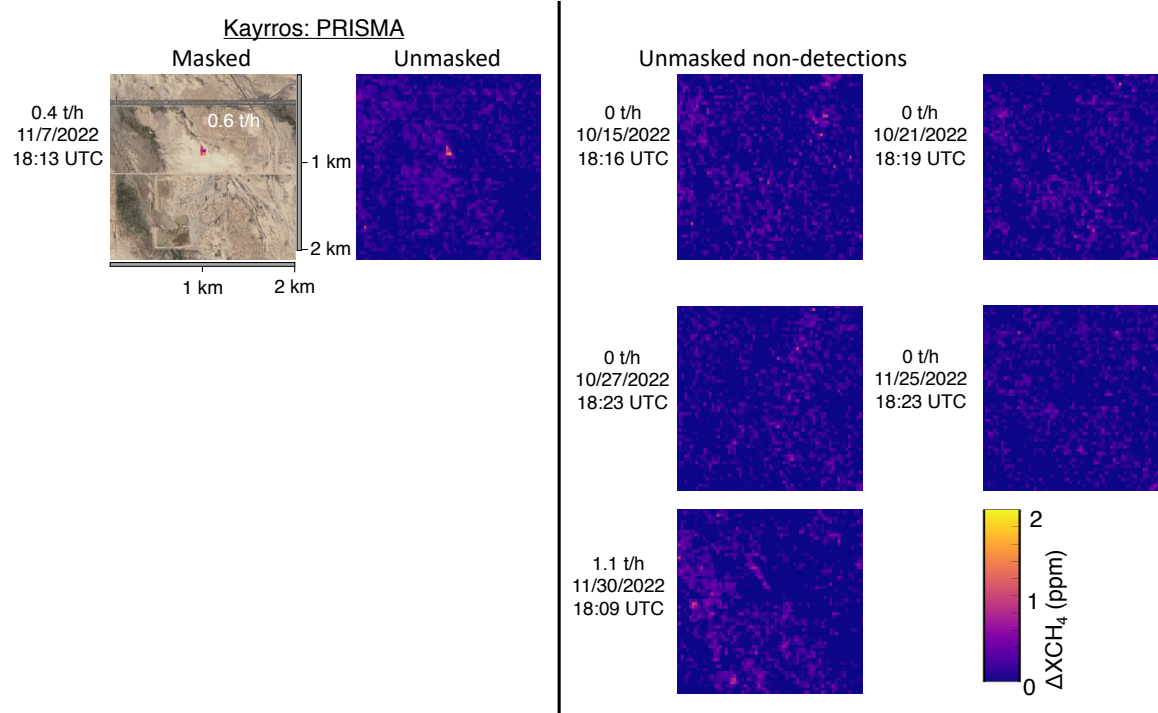 Kayrros: PRISMA
Masked
Unmasked
0.4 t/h
11/7/2022
18:13 UTC
0.6 t/h
1 km
2 km
1 km
2 km
Unmasked non-detections
0 t/h
10/15/2022
18:16 UTC
0 t/h
10/21/2022
18:19 UTC
0 t/h
10/27/2022
18:23 UTC
0 t/h
11/25/2022
18:23 UTC
1.1 t/h
11/30/2022
18:09 UTC
2
1
0
ΔXCH₄ (ppm)